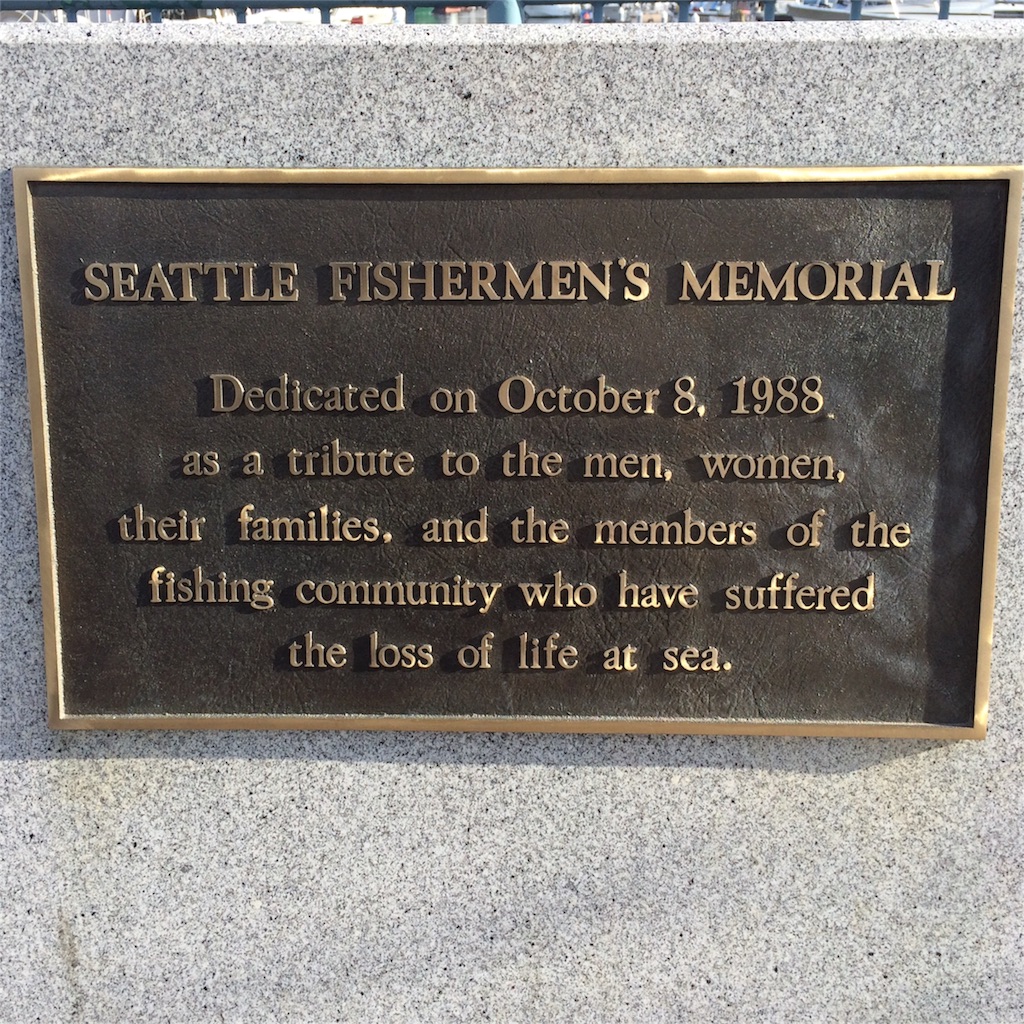 SEATTLE FISHERMEN'S MEMORIAL
Dedicated on October 8, 1988
as a tribute to the men, women,
their families, and the members of the
fishing community who have suffered
the loss of life at sea.